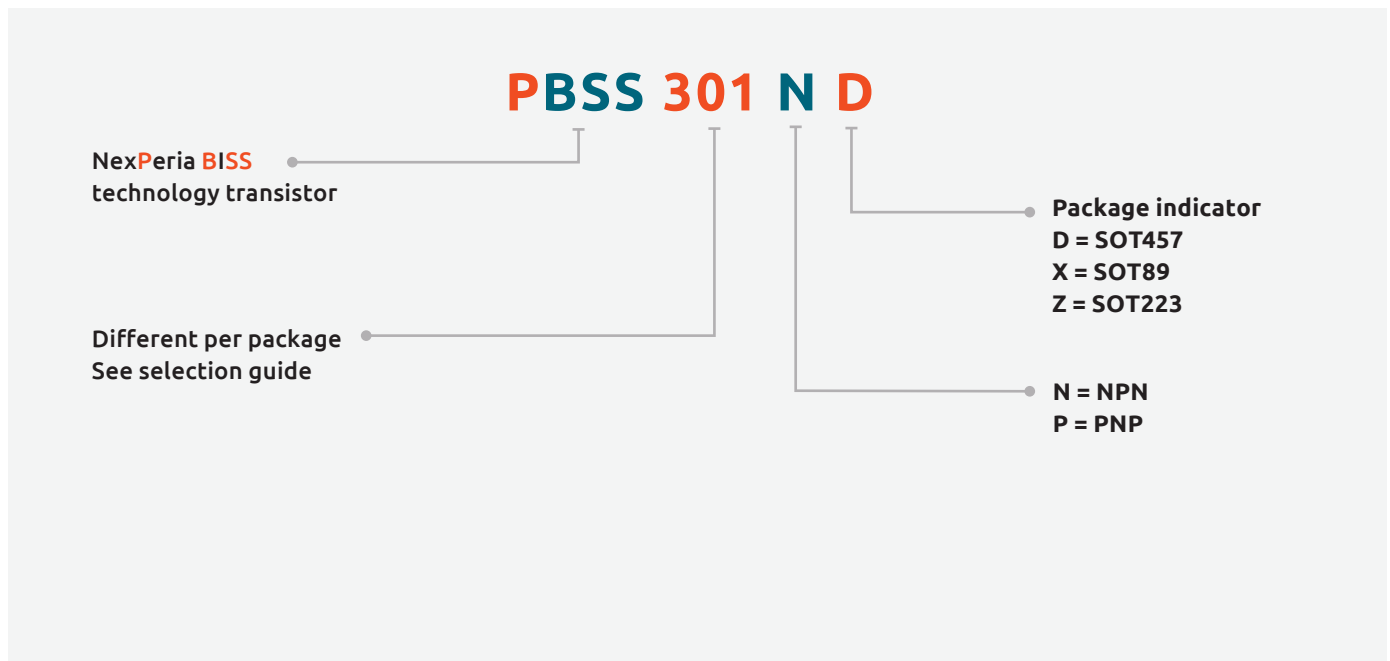 PBSS 301 N D
NexPeria BISS
technology transistor
Different per package
See selection guide
Package indicator
D = SOT457
X = SOT89
Z = SOT223
N = NPN
P = PNP